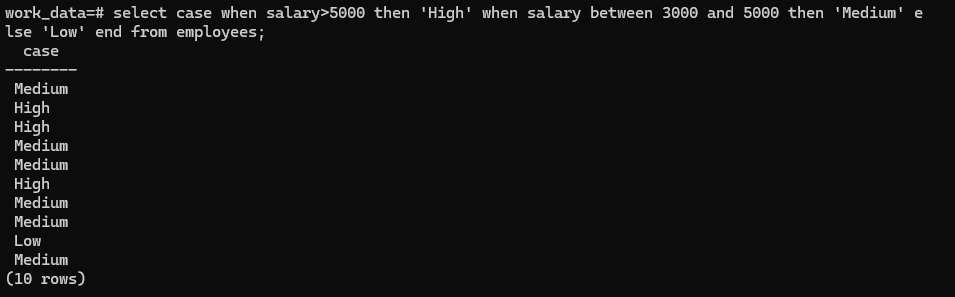 work_data=# select case when salary>5000 then 'High' when salary between 3000 and 5000 then 'Medium' e
lse 'Low' end from employees;
  case
--------
 Medium
 High
 High
 Medium
 Medium
 High
 Medium
 Medium
 Low
 Medium
(10 rows)